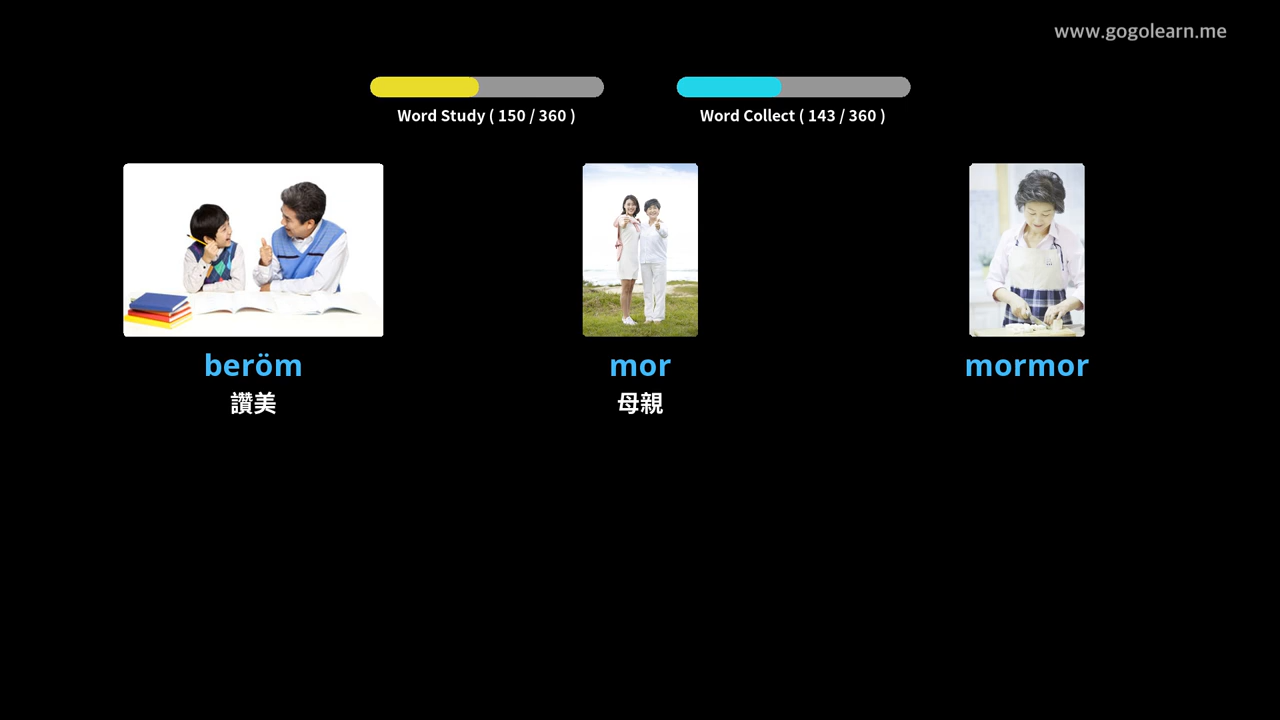 www.gogolearn.me
Word Study ( 150 / 360 )
Word Collect ( 143 / 360 )
beröm
讚美
mor
母親
mormor